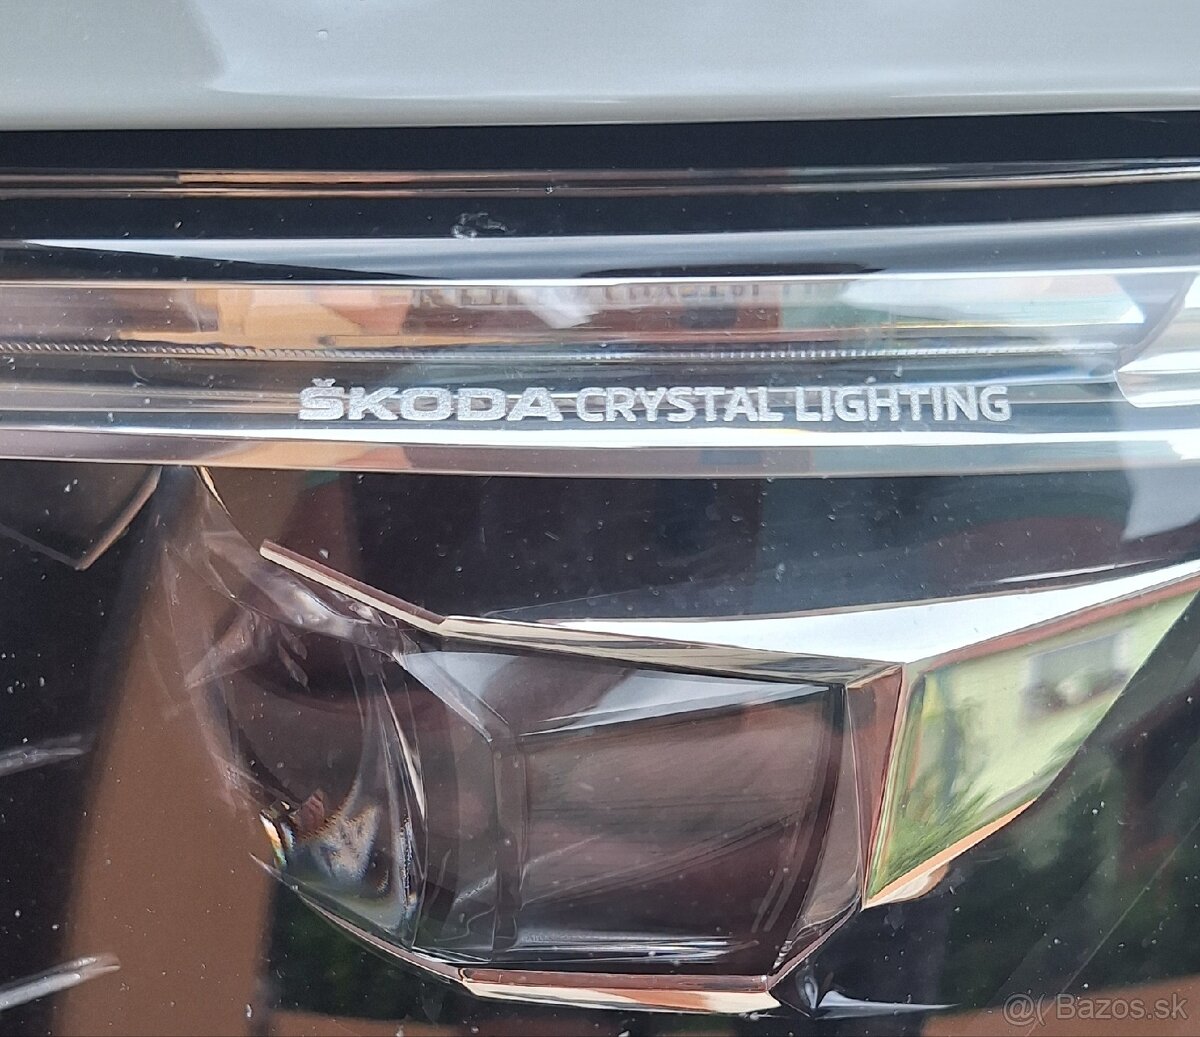 ŠKODA CRYSTAL LIGHTING
@( Bazos.sk